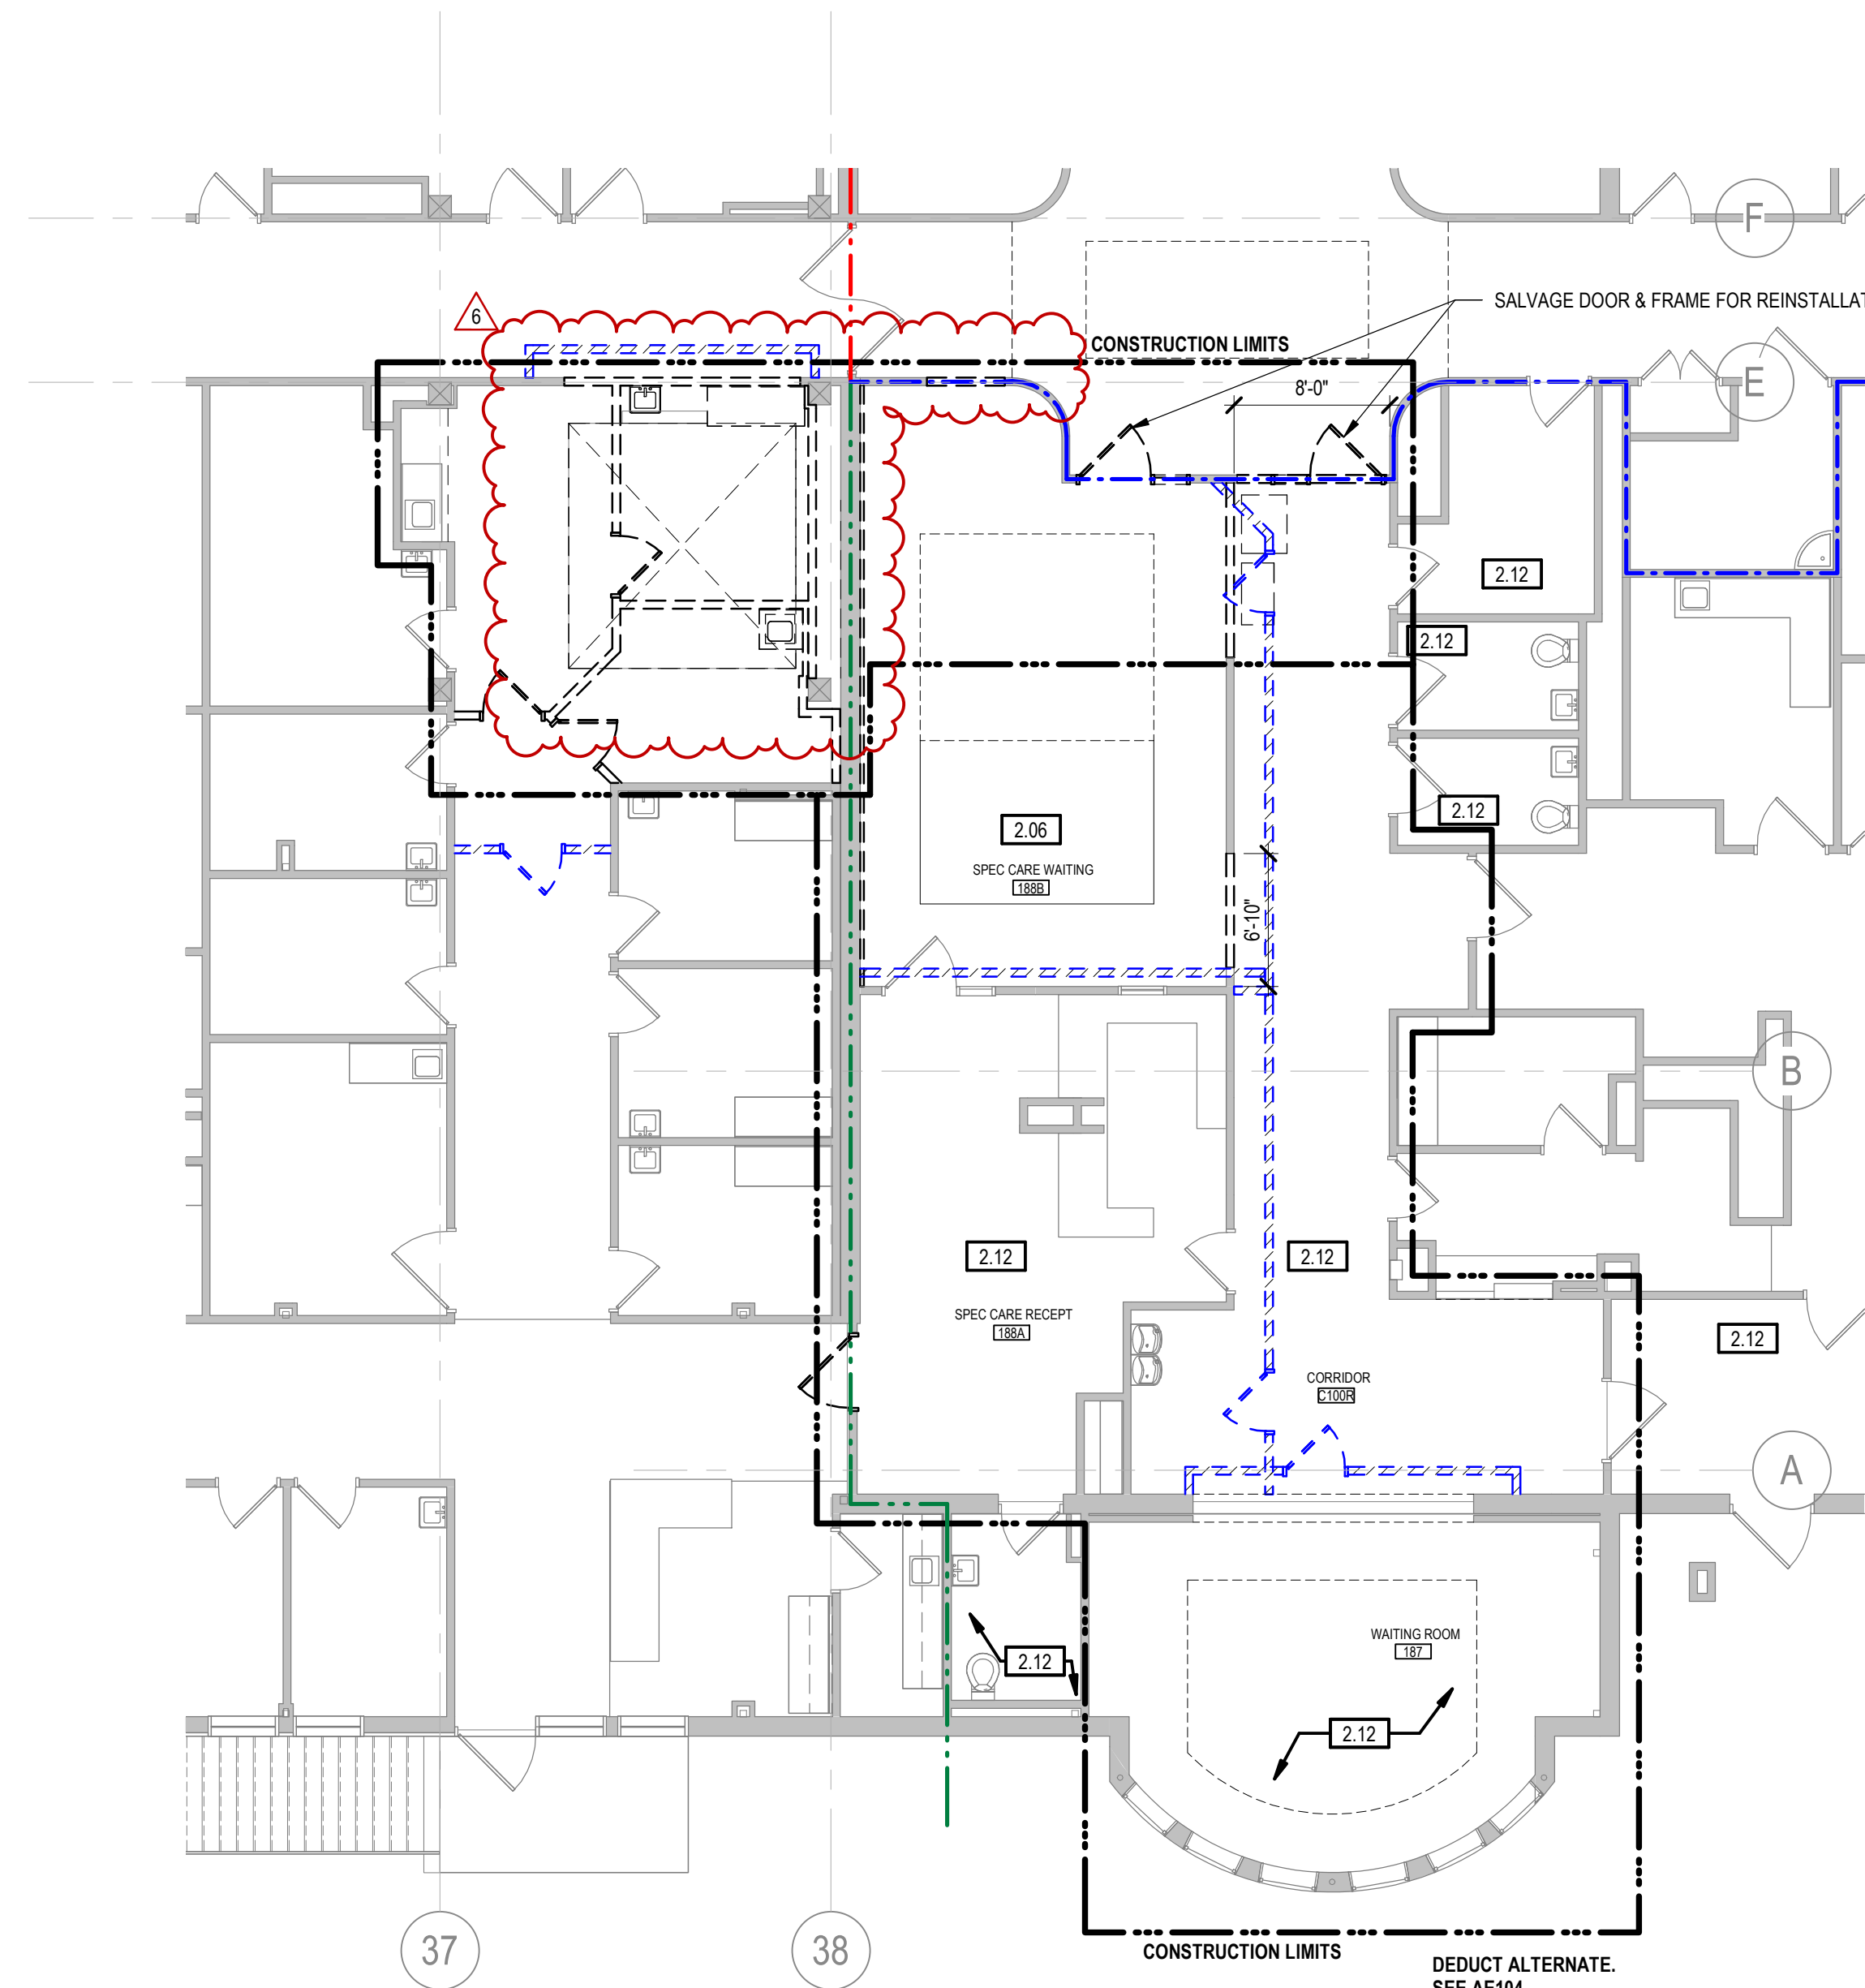 F
SALVAGE DOOR & FRAME FOR REINSTALLAT
6
CONSTRUCTION LIMITS
E
8'-0"
2.12
2.12
2.12
2.06
SPEC CARE WAITING
188B
6'-10"
B
2.12
2.12
SPEC CARE RECEPT
188A
2.12
CORRIDOR
C100R
A
WAITING ROOM
187
2.12
2.12
37
38
CONSTRUCTION LIMITS
DEDUCT ALTERNATE.
SEE AE104